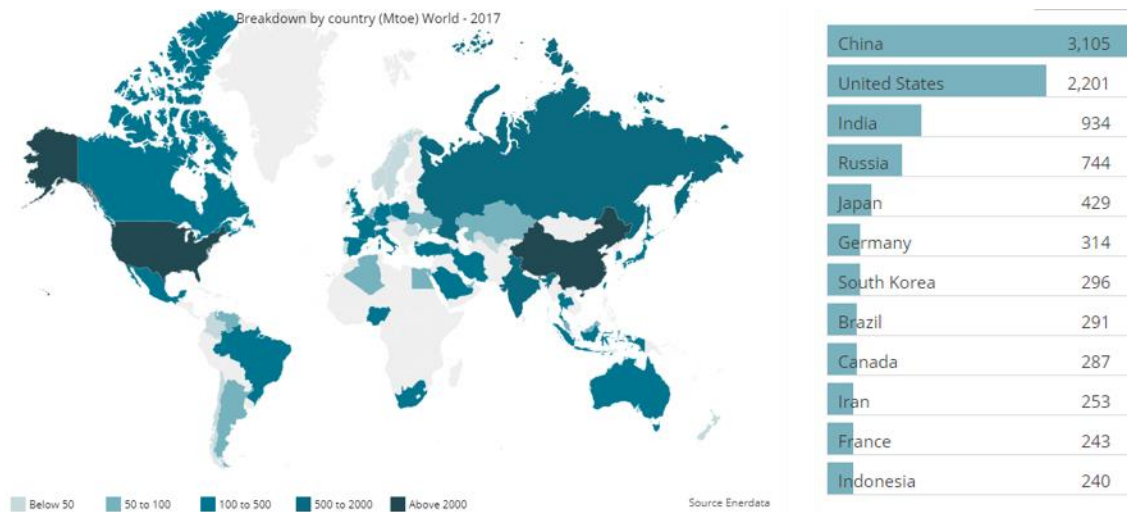 Breakdown by country (Mtoe) World - 2017
China 3,105
United States 2,201
India 934
Russia 744
Japan 429
Germany 314
South Korea 296
Brazil 291
Canada 287
Iran 253
France 243
Indonesia 240
Below 50 50 to 100 100 to 500 500 to 2000 Above 2000
Source Enerdata